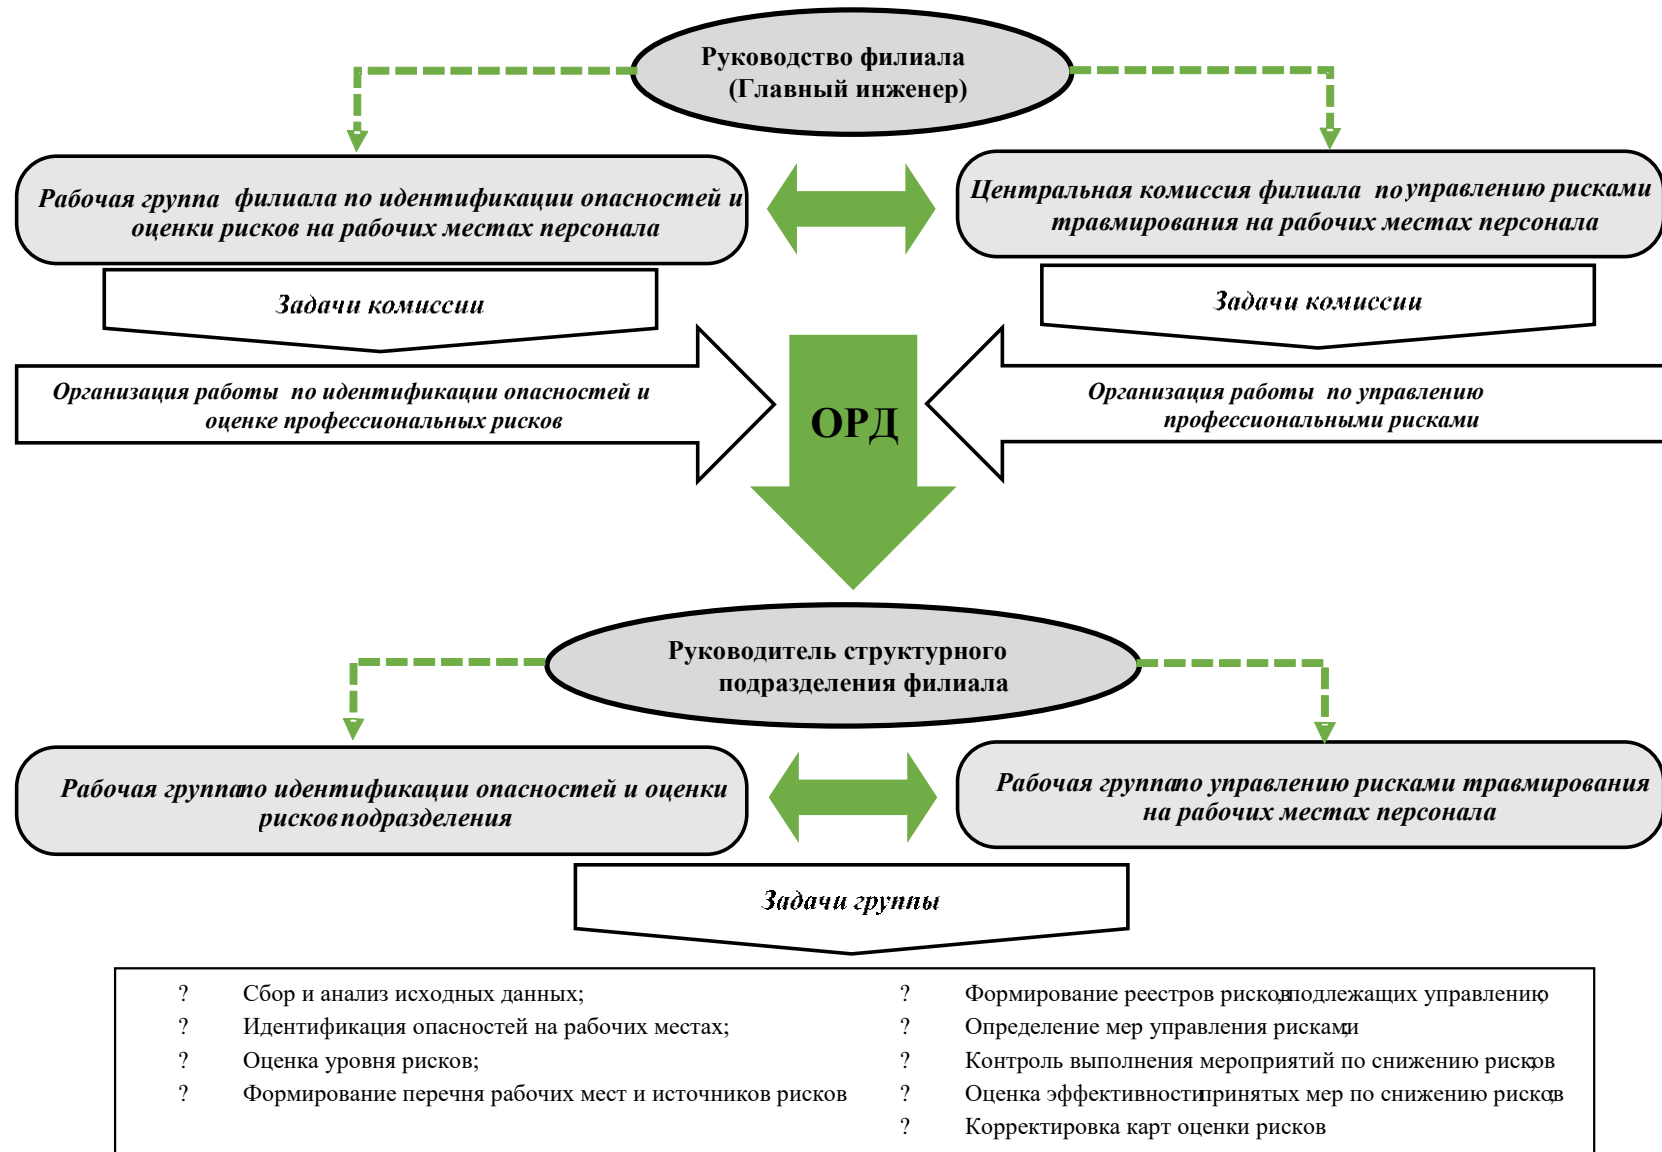 Руководство филиала
(Главный инженер)
Рабочая группа филиала по идентификации опасностей и
оценки рисков на рабочих местах персонала
Центральная комиссия филиала по управлению рисками
травмирования на рабочих местах персонала
Задачи комиссии
Задачи комиссии
Организация работы по идентификации опасностей и
оценке профессиональных рисков
ОРД
Организация работы по управлению
профессиональными рисками
Руководитель структурного
подразделения филиала
Рабочая группа по идентификации опасностей и оценки
рисков подразделения
Рабочая группа по управлению рисками травмирования
на рабочих местах персонала
Задачи группы
? Сбор и анализ исходных данных;
? Идентификация опасностей на рабочих местах;
? Оценка уровня рисков;
? Формирование перечня рабочих мест и источников рисков
? Формирование реестров рисков, подлежащих управлению;
? Определение мер управления рисками;
? Контроль выполнения мероприятий по снижению рисков;
? Оценка эффективности принятых мер по снижению рисков;
? Корректировка карт оценки рисков